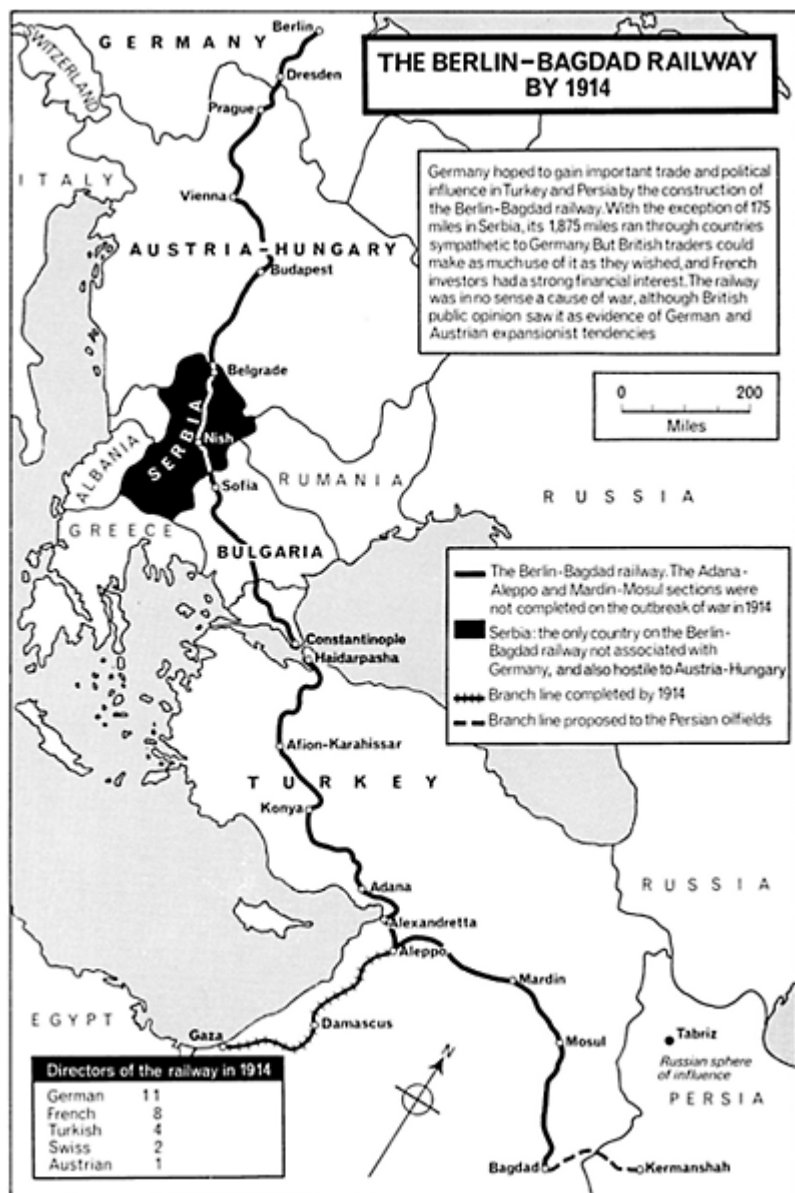 THE BERLIN–BAGDAD RAILWAY
BY 1914
Germany hoped to gain important trade and political
influence in Turkey and Persia by the construction of
the Berlin–Bagdad railway. With the exception of 175
miles in Serbia, its 1,875 miles ran through countries
sympathetic to Germany. But British traders could
make as much use of it as they wished, and French
investors had a strong financial interest. The railway
was in no sense a cause of war, although British
public opinion saw it as evidence of German and
Austrian expansionist tendencies
0 200
Miles
The Berlin-Bagdad railway. The Adana-
Aleppo and Mardin-Mosul sections were
not completed on the outbreak of war in 1914
Serbia: the only country on the Berlin-
Bagdad railway not associated with
Germany, and also hostile to Austria-Hungary
Branch line completed by 1914
Branch line proposed to the Persian oilfields
GERMANY
Berlin
SWITZERLAND
Dresden
Prague
ITALY
Vienna
AUSTRIA–HUNGARY
Budapest
Belgrade
SERBIA
Nish
ALBANIA
Sofia
RUMANIA
RUSSIA
GREECE
BULGARIA
Constantinople
Haidarpasha
Afion-Karahissar
TURKEY
Konya
Adana
RUSSIA
Alexandretta
Aleppo
Mardin
EGYPT
Gaza
Damascus
Mosul
Tabriz
Russian sphere
of influence
PERSIA
N
Bagdad
Kermanshah
Directors of the railway in 1914
German 11
French 8
Turkish 4
Swiss 2
Austrian 1